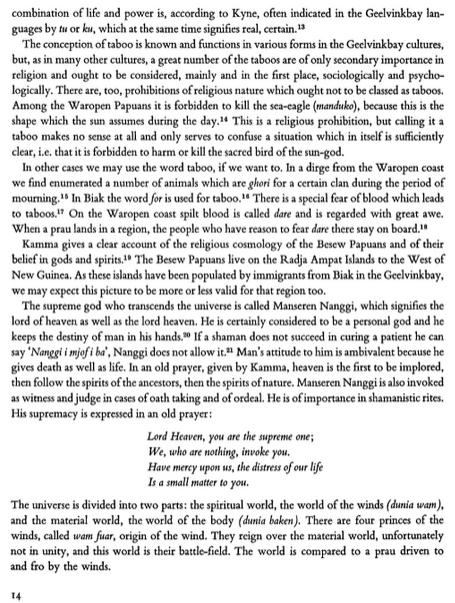 combination of life and power is, according to Kyne, often indicated in the Geelvinkbay lan-
guages by tu or ku, which at the same time signifies real, certain.¹³
The conception of taboo is known and functions in various forms in the Geelvinkbay cultures,
but, as in many other cultures, a great number of the taboos are of only secondary importance in
religion and ought to be considered, mainly and in the first place, sociologically and psycho-
logically. There are, too, prohibitions of religious nature which ought not to be classed as taboos.
Among the Waropen Papuans it is forbidden to kill the sea-eagle (manduko), because this is the
shape which the sun assumes during the day.¹⁴ This is a religious prohibition, but calling it a
taboo makes no sense at all and only serves to confuse a situation which in itself is sufficiently
clear, i.e. that it is forbidden to harm or kill the sacred bird of the sun-god.
In other cases we may use the word taboo, if we want to. In a dirge from the Waropen coast
we find enumerated a number of animals which are ghori for a certain clan during the period of
mourning.¹⁵ In Biak the word for is used for taboo.¹⁶ There is a special fear of blood which leads
to taboos.¹⁷ On the Waropen coast spilt blood is called dare and is regarded with great awe.
When a prau lands in a region, the people who have reason to fear dare there stay on board.¹⁸
Kamma gives a clear account of the religious cosmology of the Besew Papuans and of their
belief in gods and spirits.¹⁹ The Besew Papuans live on the Radja Ampat Islands to the West of
New Guinea. As these islands have been populated by immigrants from Biak in the Geelvinkbay,
we may expect this picture to be more or less valid for that region too.
The supreme god who transcends the universe is called Manseren Nanggi, which signifies the
lord of heaven as well as the lord heaven. He is certainly considered to be a personal god and he
keeps the destiny of man in his hands.²⁰ If a shaman does not succeed in curing a patient he can
say 'Nanggi i mjof i ba', Nanggi does not allow it.²¹ Man's attitude to him is ambivalent because he
gives death as well as life. In an old prayer, given by Kamma, heaven is the first to be implored,
then follow the spirits of the ancestors, then the spirits of nature. Manseren Nanggi is also invoked
as witness and judge in cases of oath taking and of ordeal. He is of importance in shamanistic rites.
His supremacy is expressed in an old prayer:
Lord Heaven, you are the supreme one;
We, who are nothing, invoke you.
Have mercy upon us, the distress of our life
Is a small matter to you.
The universe is divided into two parts: the spiritual world, the world of the winds (dunia wam),
and the material world, the world of the body (dunia baken). There are four princes of the
winds, called wam fuar, origin of the wind. They reign over the material world, unfortunately
not in unity, and this world is their battle-field. The world is compared to a prau driven to
and fro by the winds.
14